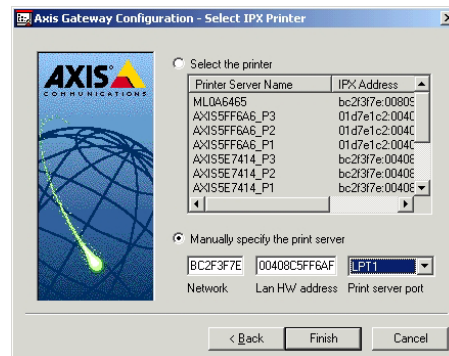 Axis Gateway Configuration - Select IPX Printer
AXIS
COMMUNICATIONS
Select the printer
Printer Server Name IPX Address
ML0A6465 bc2f3f7e:00809
AXIS5FF6A6_P3 01d7e1c2:0040
AXIS5FF6A6_P2 01d7e1c2:0040
AXIS5FF6A6_P1 01d7e1c2:0040
AXIS5E7414_P3 bc2f3f7e:00408
AXIS5E7414_P2 bc2f3f7e:00408
AXIS5E7414_P1 bc2f3f7e:00408
Manually specify the print server
BC2F3F7E 00408C5FF6AF LPT1
Network Lan HW address Print server port
< Back Finish Cancel